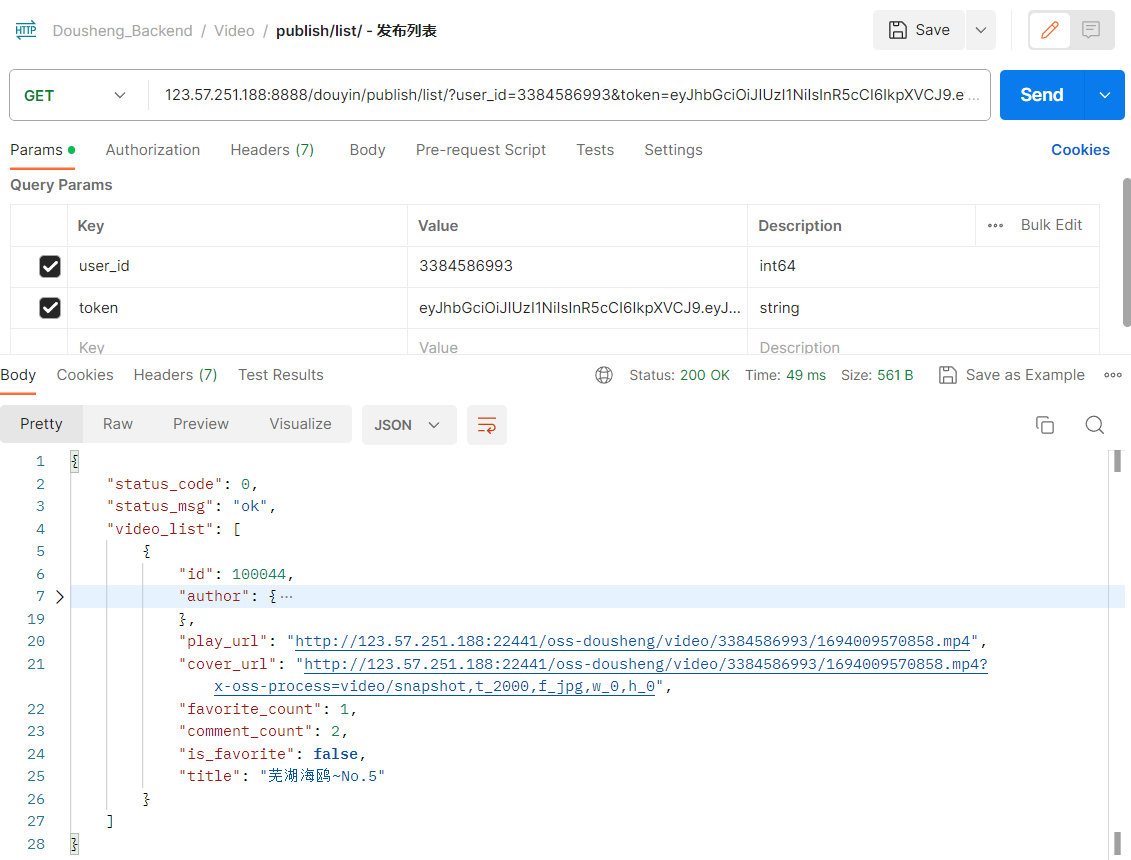 HTTP Dousheng_Backend / Video / publish/list/ - 发布列表 Save
GET 123.57.251.188:8888/douyin/publish/list/?user_id=3384586993&token=eyJhbGciOiJIUzI1NiIsInR5cCI6IkpXVCJ9.e ... Send
Params Authorization Headers (7) Body Pre-request Script Tests Settings Cookies
Query Params
Key Value Description ••• Bulk Edit
user_id 3384586993 int64
token eyJhbGciOiJIUzI1NiIsInR5cCI6IkpXVCJ9.eyJ... string
Key Value Description
Body Cookies Headers (7) Test Results Status: 200 OK Time: 49 ms Size: 561 B Save as Example •••
Pretty Raw Preview Visualize JSON
1 {
2 "status_code": 0,
3 "status_msg": "ok",
4 "video_list": [
5 {
6 "id": 100044,
7 "author": {···
19 },
20 "play_url": "http://123.57.251.188:22441/oss-dousheng/video/3384586993/1694009570858.mp4",
21 "cover_url": "http://123.57.251.188:22441/oss-dousheng/video/3384586993/1694009570858.mp4?
x-oss-process=video/snapshot,t_2000,f_jpg,w_0,h_0",
22 "favorite_count": 1,
23 "comment_count": 2,
24 "is_favorite": false,
25 "title": "芜湖海鸥~No.5"
26 }
27 ]
28 }